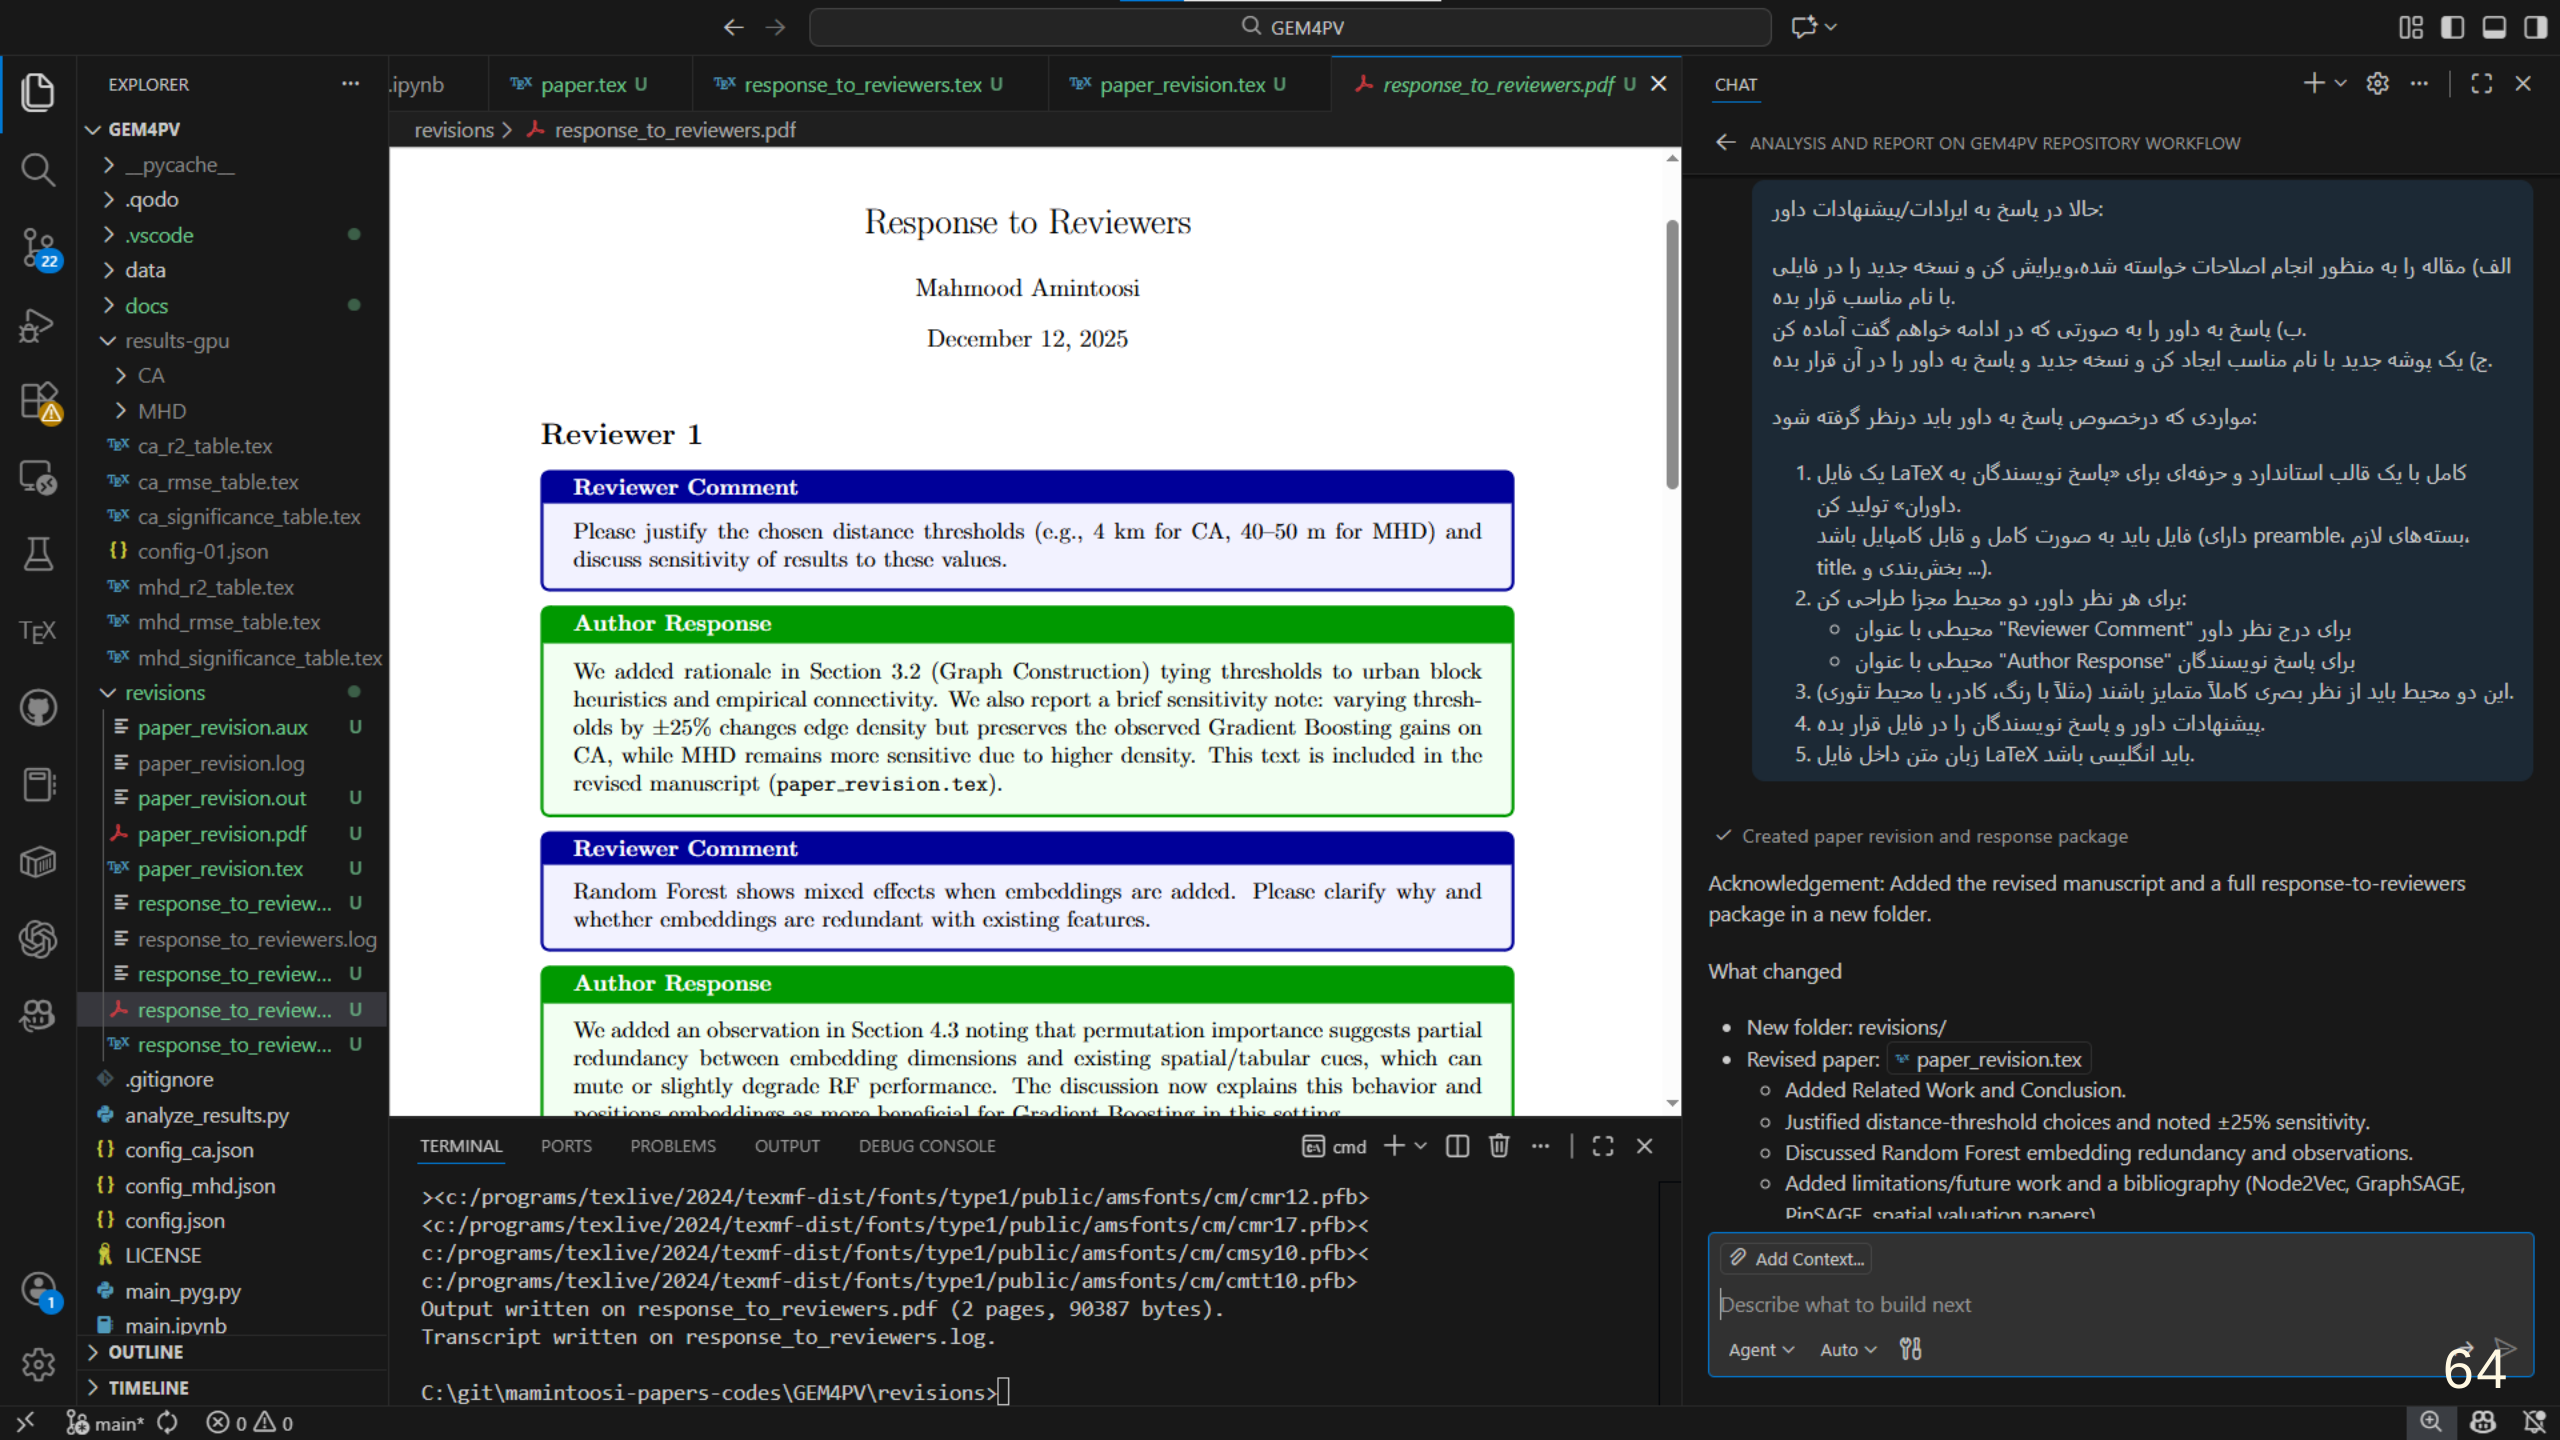 GEM4PV
EXPLORER
GEM4PV
__pycache__
.qodo
.vscode
data
docs
results-gpu
CA
MHD
ca_r2_table.tex
ca_rmse_table.tex
ca_significance_table.tex
config-01.json
mhd_r2_table.tex
mhd_rmse_table.tex
mhd_significance_table.tex
revisions
paper_revision.aux U
paper_revision.log
paper_revision.out U
paper_revision.pdf U
paper_revision.tex U
response_to_review... U
response_to_reviewers.log
response_to_review... U
response_to_review... U
response_to_review... U
.gitignore
analyze_results.py
config_ca.json
config_mhd.json
config.json
LICENSE
main_pyg.py
main.ipynb
OUTLINE
TIMELINE
22
1
.ipynb
paper.tex U
response_to_reviewers.tex U
paper_revision.tex U
response_to_reviewers.pdf U
revisions > response_to_reviewers.pdf
Response to Reviewers
Mahmood Amintoosi
December 12, 2025
Reviewer 1
Reviewer Comment
Please justify the chosen distance thresholds (e.g., 4 km for CA, 40–50 m for MHD) and
discuss sensitivity of results to these values.
Author Response
We added rationale in Section 3.2 (Graph Construction) tying thresholds to urban block
heuristics and empirical connectivity. We also report a brief sensitivity note: varying thresh-
olds by ±25% changes edge density but preserves the observed Gradient Boosting gains on
CA, while MHD remains more sensitive due to higher density. This text is included in the
revised manuscript (paper_revision.tex).
Reviewer Comment
Random Forest shows mixed effects when embeddings are added. Please clarify why and
whether embeddings are redundant with existing features.
Author Response
We added an observation in Section 4.3 noting that permutation importance suggests partial
redundancy between embedding dimensions and existing spatial/tabular cues, which can
mute or slightly degrade RF performance. The discussion now explains this behavior and
positions embeddings as more beneficial for Gradient Boosting in this setting.
TERMINAL
PORTS
PROBLEMS
OUTPUT
DEBUG CONSOLE
cmd
><c:/programs/texlive/2024/texmf-dist/fonts/type1/public/amsfonts/cm/cmr12.pfb>
<c:/programs/texlive/2024/texmf-dist/fonts/type1/public/amsfonts/cm/cmr17.pfb><
c:/programs/texlive/2024/texmf-dist/fonts/type1/public/amsfonts/cm/cmsy10.pfb><
c:/programs/texlive/2024/texmf-dist/fonts/type1/public/amsfonts/cm/cmtt10.pfb>
Output written on response_to_reviewers.pdf (2 pages, 90387 bytes).
Transcript written on response_to_reviewers.log.
C:\git\mamintoosi-papers-codes\GEM4PV\revisions>
CHAT
ANALYSIS AND REPORT ON GEM4PV REPOSITORY WORKFLOW
حالا در پاسخ به ایرادات/پیشنهادات داور:
الف) مقاله را به منظور انجام اصلاحات خواسته شده،ویرایش کن و نسخه جدید را در فایلی
با نام مناسب قرار بده.
ب) پاسخ به داور را به صورتی که در ادامه خواهم گفت آماده کن.
ج) یک پوشه جدید با نام مناسب ایجاد کن و نسخه جدید و پاسخ به داور را در آن قرار بده.
مواردی که درخصوص پاسخ به داور باید درنظر گرفته شود:
1. یک فایل LaTeX کامل با یک قالب استاندارد و حرفه‌ای برای «پاسخ نویسندگان به
داوران» تولید کن.
فایل باید به صورت کامل و قابل کامپایل باشد (دارای preamble، بسته‌های لازم،
title، بخش‌بندی و ...).
2. برای هر نظر داور، دو محیط مجزا طراحی کن:
محیطی با عنوان "Reviewer Comment" برای درج نظر داور
محیطی با عنوان "Author Response" برای پاسخ نویسندگان
3. این دو محیط باید از نظر بصری کاملاً متمایز باشند (مثلاً با رنگ، کادر، یا محیط تئوری).
4. پیشنهادات داور و پاسخ نویسندگان را در فایل قرار بده.
5. زبان متن داخل فایل LaTeX باید انگلیسی باشد.
Created paper revision and response package
Acknowledgement: Added the revised manuscript and a full response-to-reviewers
package in a new folder.
What changed
New folder: revisions/
Revised paper: paper_revision.tex
Added Related Work and Conclusion.
Justified distance-threshold choices and noted ±25% sensitivity.
Discussed Random Forest embedding redundancy and observations.
Added limitations/future work and a bibliography (Node2Vec, GraphSAGE,
PinSAGE, spatial valuation papers)
Add Context...
Describe what to build next
Agent
Auto
64
main*
0
0